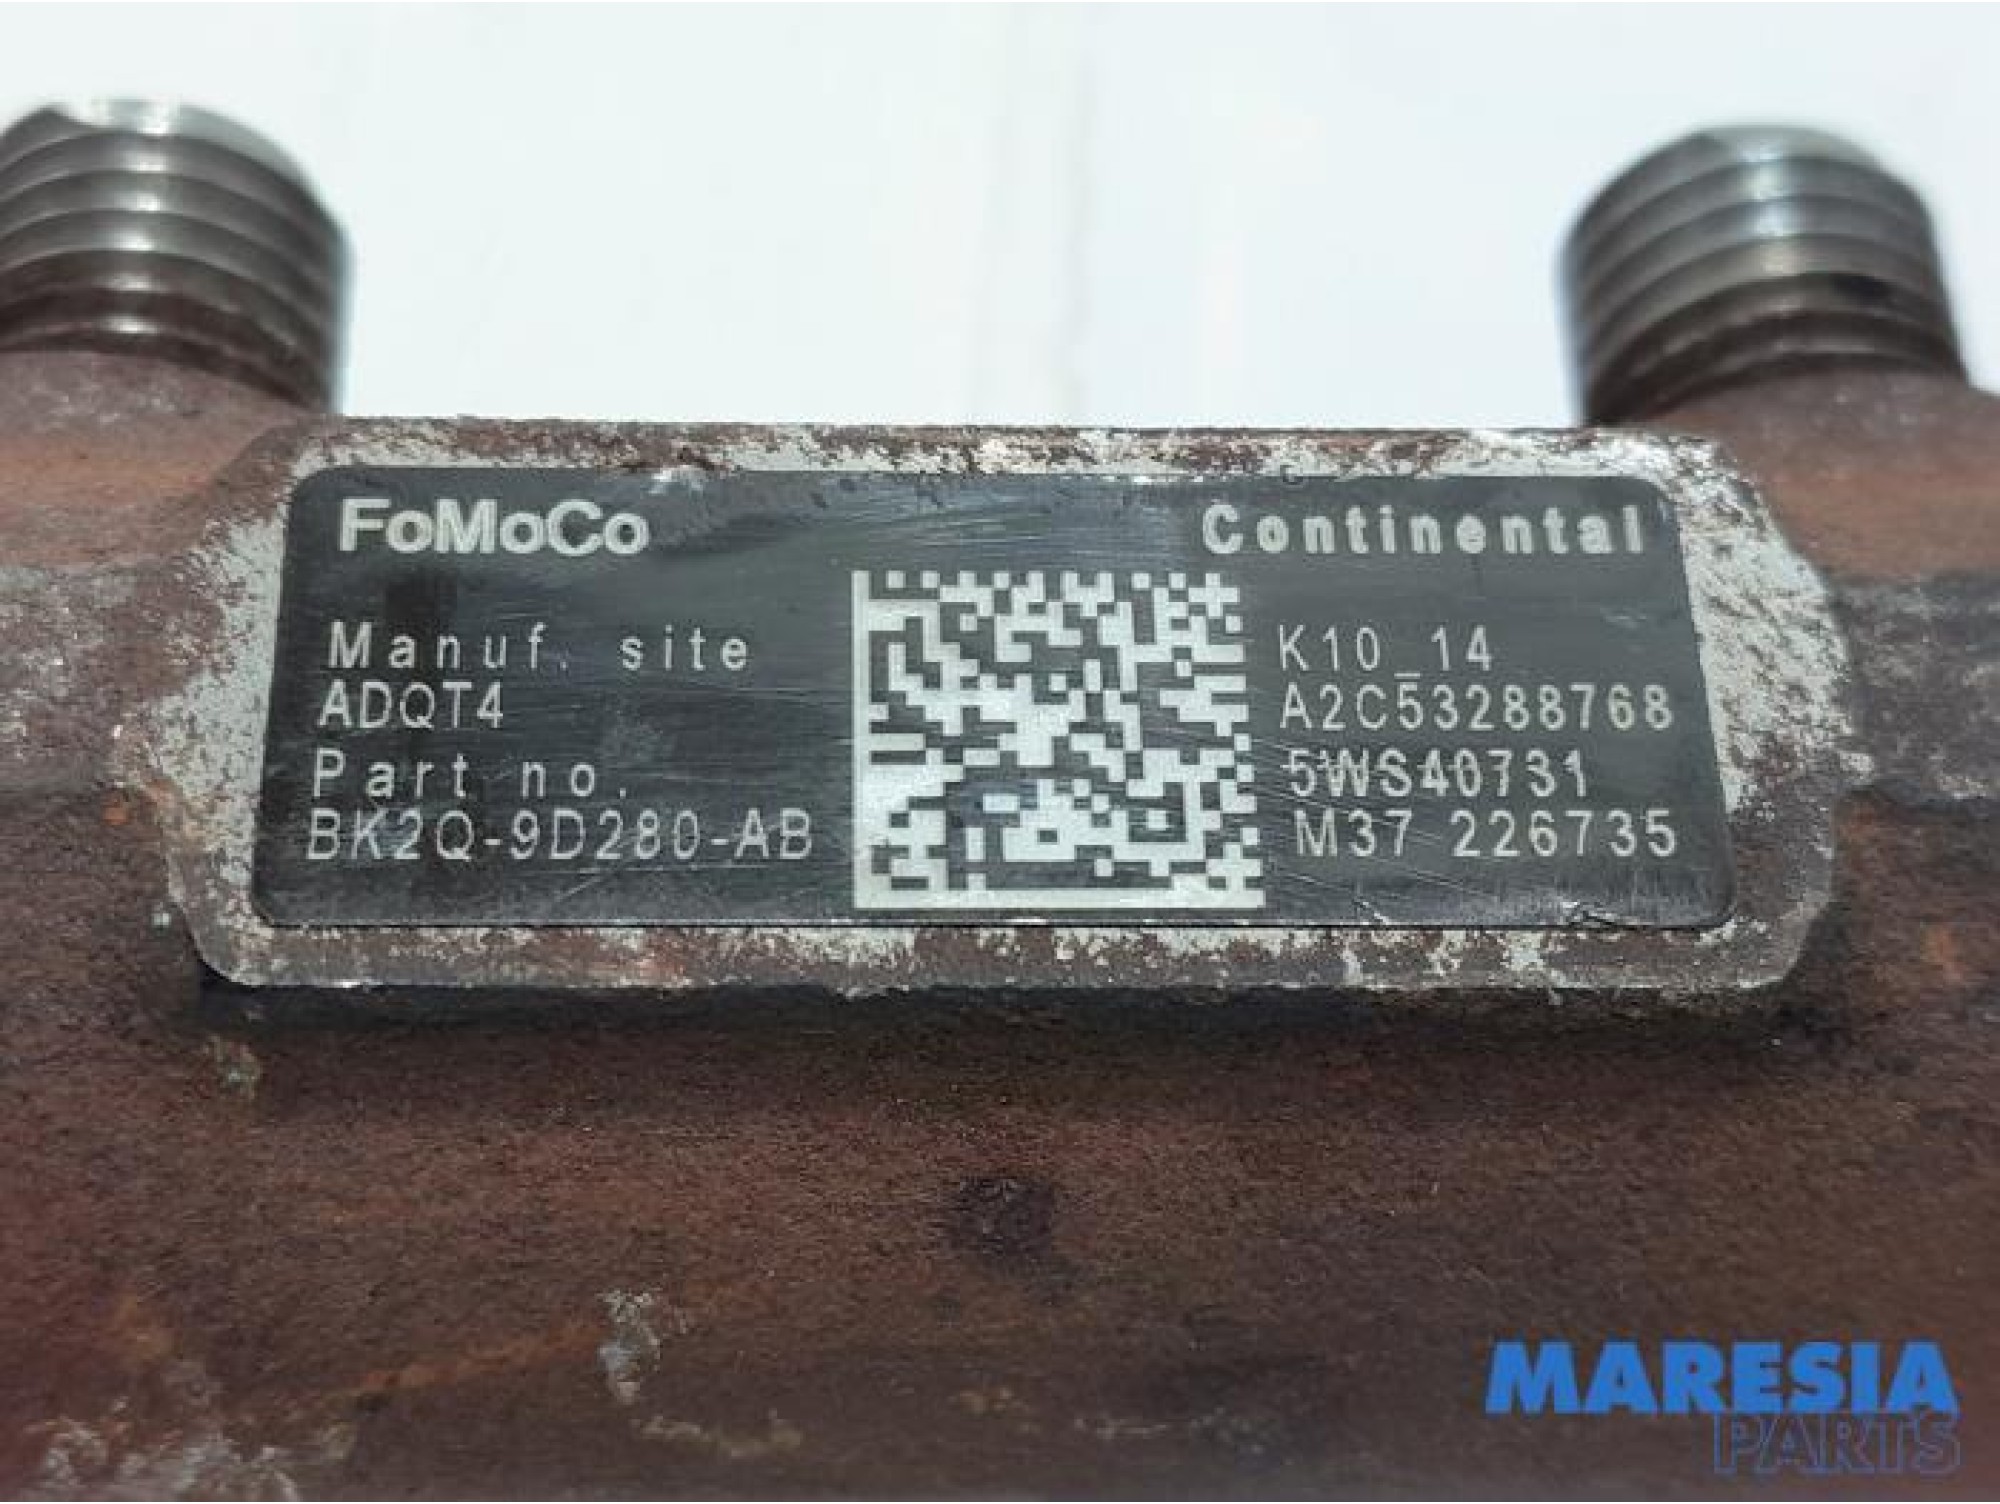 FoMoCo
Continental
Manuf. site
ADQT4
Part no.
BK2Q-9D280-AB
K10_14
A2C53288768
5WS40731
M37 226735
MARESIA
PARTS